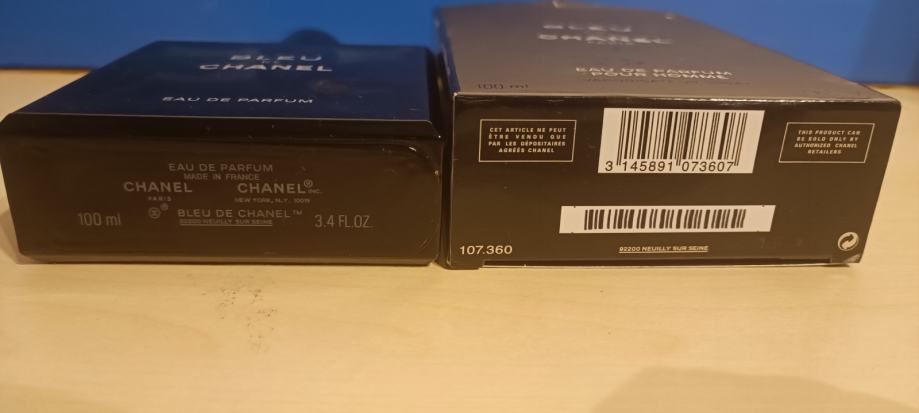 BLEU
CHANEL
EAU DE PARFUM
EAU DE PARFUM
MADE IN FRANCE
CHANEL CHANEL® INC.
PARIS NEW YORK, N.Y. 10019
100 ml ® BLEU DE CHANEL™ 3.4 FL.OZ.
92200 NEUILLY SUR SEINE
BLEU
CHANEL
PARIS
EAU DE PARFUM
POUR HOMME
100 ml
CET ARTICLE NE PEUT
ÊTRE VENDU QUE
PAR LES DÉPOSITAIRES
AGRÉÉS CHANEL
3 145891 073607
THIS PRODUCT CAN
BE SOLD ONLY BY
AUTHORIZED CHANEL
RETAILERS
107.360
92200 NEUILLY SUR SEINE